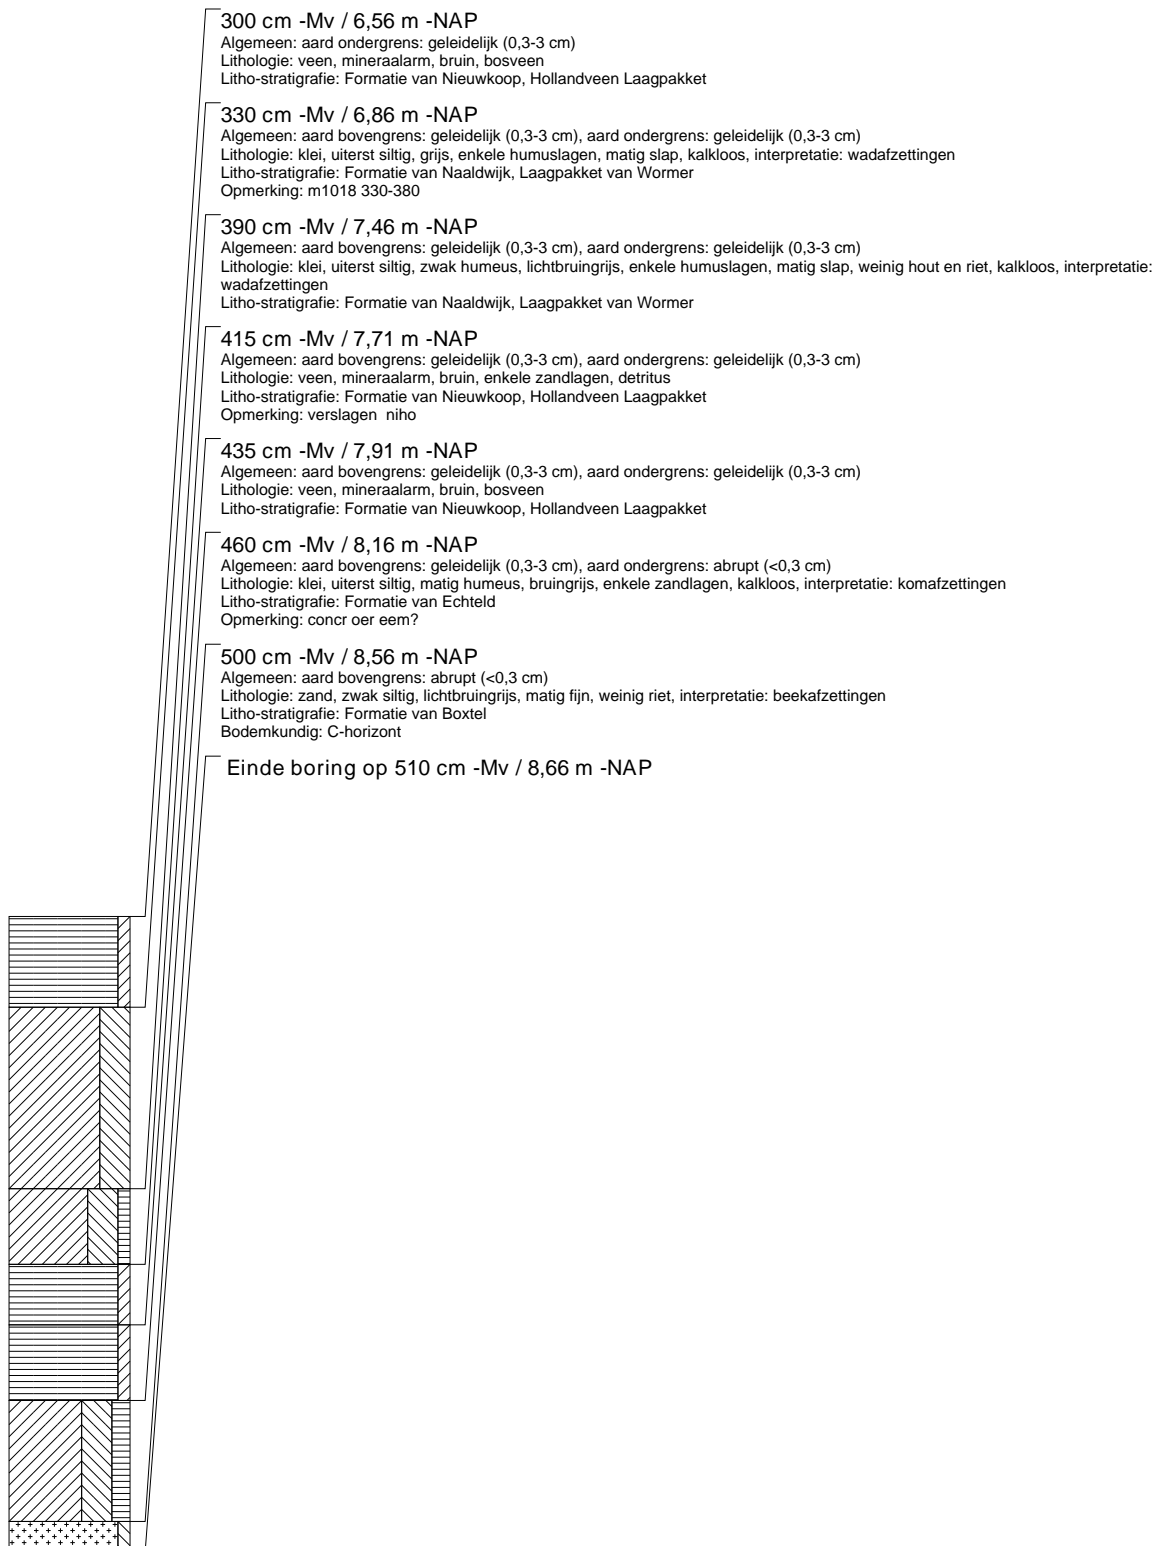 300 cm -Mv / 6,56 m -NAP
Algemeen: aard ondergrens: geleidelijk (0,3-3 cm)
Lithologie: veen, mineraalarm, bruin, bosveen
Litho-stratigrafie: Formatie van Nieuwkoop, Hollandveen Laagpakket
330 cm -Mv / 6,86 m -NAP
Algemeen: aard bovengrens: geleidelijk (0,3-3 cm), aard ondergrens: geleidelijk (0,3-3 cm)
Lithologie: klei, uiterst siltig, grijs, enkele humuslagen, matig slap, kalkloos, interpretatie: wadafzettingen
Litho-stratigrafie: Formatie van Naaldwijk, Laagpakket van Wormer
Opmerking: m1018 330-380
390 cm -Mv / 7,46 m -NAP
Algemeen: aard bovengrens: geleidelijk (0,3-3 cm), aard ondergrens: geleidelijk (0,3-3 cm)
Lithologie: klei, uiterst siltig, zwak humeus, lichtbruingrijs, enkele humuslagen, matig slap, weinig hout en riet, kalkloos, interpretatie:
wadafzettingen
Litho-stratigrafie: Formatie van Naaldwijk, Laagpakket van Wormer
415 cm -Mv / 7,71 m -NAP
Algemeen: aard bovengrens: geleidelijk (0,3-3 cm), aard ondergrens: geleidelijk (0,3-3 cm)
Lithologie: veen, mineraalarm, bruin, enkele zandlagen, detritus
Litho-stratigrafie: Formatie van Nieuwkoop, Hollandveen Laagpakket
Opmerking: verslagen  niho
435 cm -Mv / 7,91 m -NAP
Algemeen: aard bovengrens: geleidelijk (0,3-3 cm), aard ondergrens: geleidelijk (0,3-3 cm)
Lithologie: veen, mineraalarm, bruin, bosveen
Litho-stratigrafie: Formatie van Nieuwkoop, Hollandveen Laagpakket
460 cm -Mv / 8,16 m -NAP
Algemeen: aard bovengrens: geleidelijk (0,3-3 cm), aard ondergrens: abrupt (<0,3 cm)
Lithologie: klei, uiterst siltig, matig humeus, bruingrijs, enkele zandlagen, kalkloos, interpretatie: komafzettingen
Litho-stratigrafie: Formatie van Echteld
Opmerking: concr oer eem?
500 cm -Mv / 8,56 m -NAP
Algemeen: aard bovengrens: abrupt (<0,3 cm)
Lithologie: zand, zwak siltig, lichtbruingrijs, matig fijn, weinig riet, interpretatie: beekafzettingen
Litho-stratigrafie: Formatie van Boxtel
Bodemkundig: C-horizont
Einde boring op 510 cm -Mv / 8,66 m -NAP